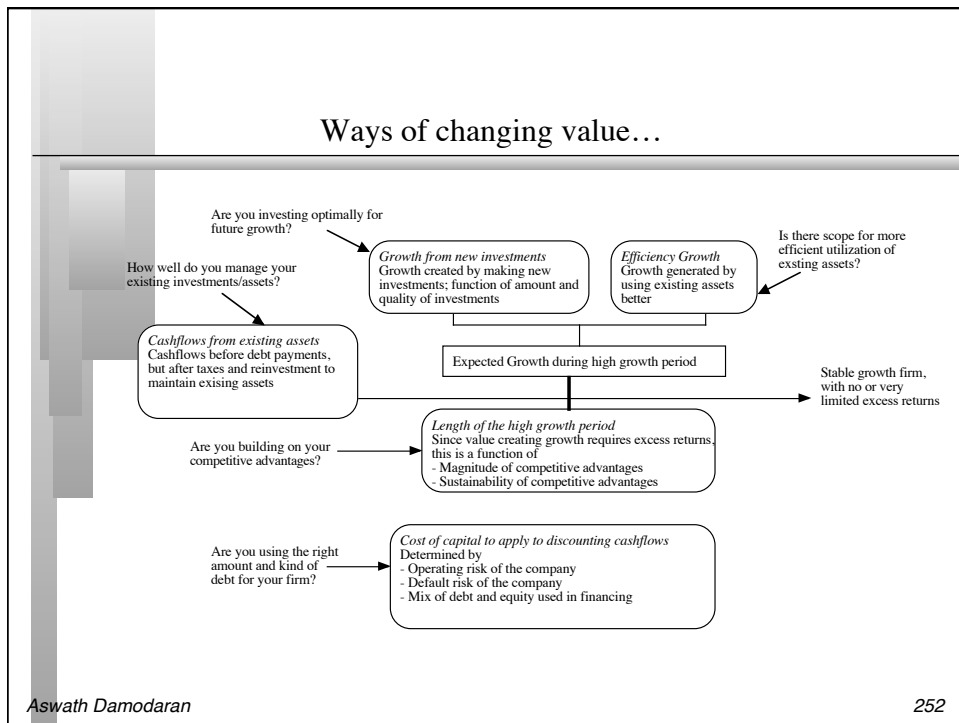 Ways of changing value…
Are you investing optimally for
future growth?
Growth from new investments
Growth created by making new
investments; function of amount and
quality of investments
Efficiency Growth
Growth generated by
using existing assets
better
Is there scope for more
efficient utilization of
exsting assets?
How well do you manage your
existing investments/assets?
Cashflows from existing assets
Cashflows before debt payments,
but after taxes and reinvestment to
maintain exising assets
Expected Growth during high growth period
Stable growth firm,
with no or very
limited excess returns
Are you building on your
competitive advantages?
Length of the high growth period
Since value creating growth requires excess returns,
this is a function of
- Magnitude of competitive advantages
- Sustainability of competitive advantages
Are you using the right
amount and kind of
debt for your firm?
Cost of capital to apply to discounting cashflows
Determined by
- Operating risk of the company
- Default risk of the company
- Mix of debt and equity used in financing
Aswath Damodaran
252